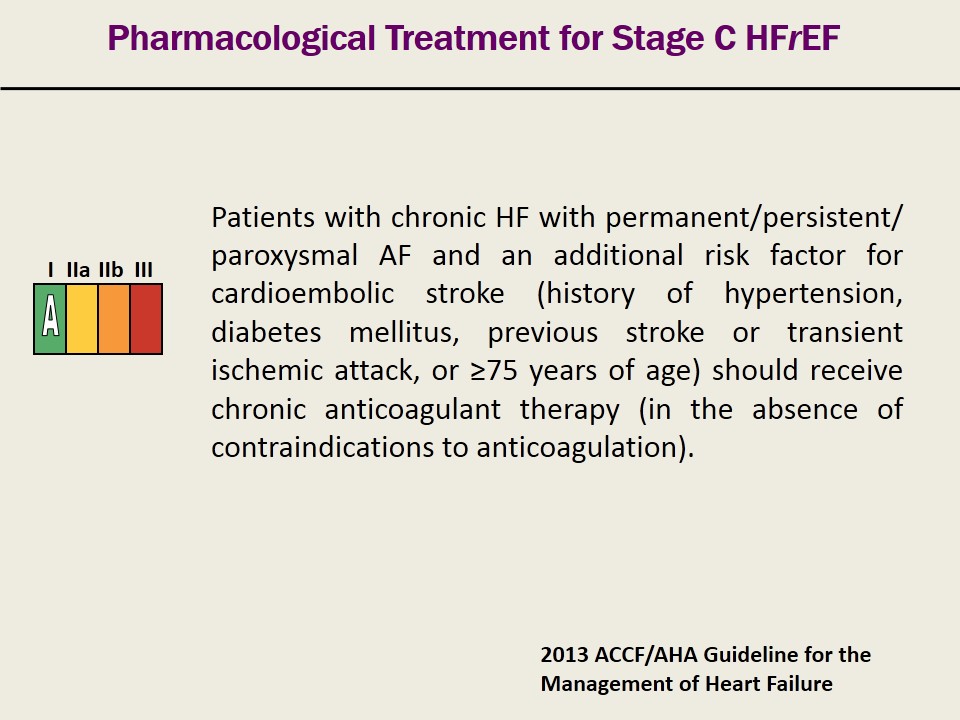 Pharmacological Treatment for Stage C HFrEF
Patients with chronic HF with permanent/persistent/
paroxysmal AF and an additional risk factor for
cardioembolic stroke (history of hypertension,
diabetes mellitus, previous stroke or transient
ischemic attack, or ≥75 years of age) should receive
chronic anticoagulant therapy (in the absence of
contraindications to anticoagulation).
I IIa IIb III
A
2013 ACCF/AHA Guideline for the
Management of Heart Failure